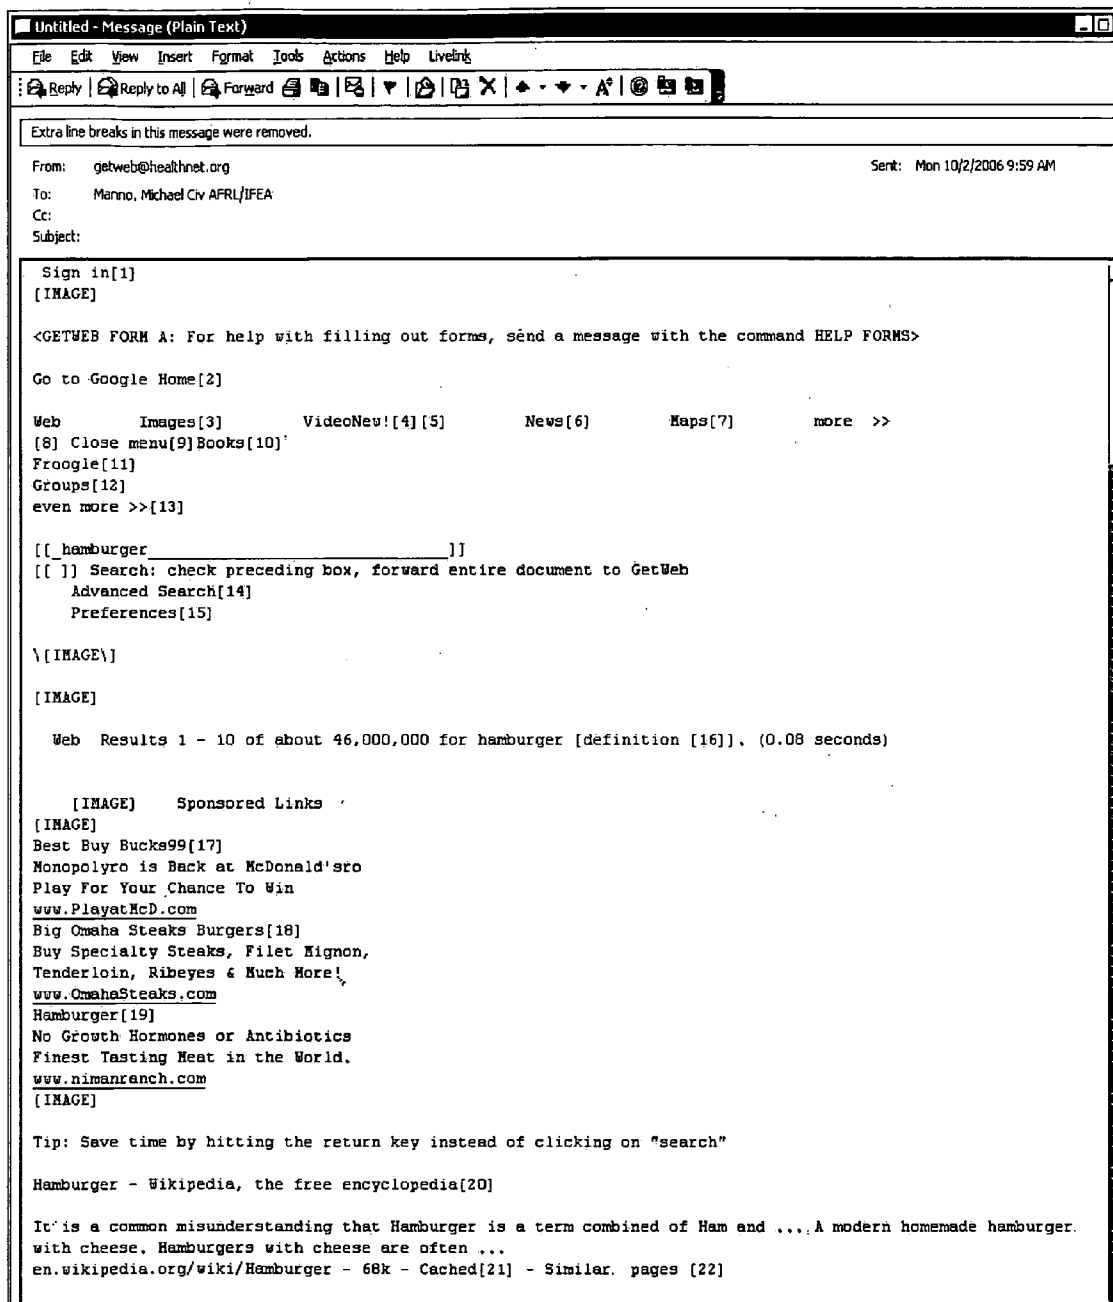 Untitled - Message (Plain Text)
File Edit View Insert Format Tools Actions Help Livelink
Reply Reply to All Forward
Extra line breaks in this message were removed.
From: getweb@healthnet.org Sent: Mon 10/2/2006 9:59 AM
To: Manno, Michael Civ AFRL/IFEA
Cc:
Subject:
Sign in[1]
[IMAGE]
<GETWEB FORM A: For help with filling out forms, send a message with the command HELP FORMS>
Go to Google Home[2]
Web Images[3] VideoNew![4][5] News[6] Maps[7] more >>
[8] Close menu[9]Books[10]
Froogle[11]
Groups[12]
even more >>[13]
[[_hamburger______________________________]]
[[ ]] Search: check preceding box, forward entire document to GetWeb
Advanced Search[14]
Preferences[15]
\[IMAGE\]
[IMAGE]
Web Results 1 - 10 of about 46,000,000 for hamburger [definition [16]]. (0.08 seconds)
[IMAGE] Sponsored Links
[IMAGE]
Best Buy Bucks99[17]
Monopolyro is Back at McDonald'sro
Play For Your Chance To Win
www.PlayatMcD.com
Big Omaha Steaks Burgers[18]
Buy Specialty Steaks, Filet Mignon,
Tenderloin, Ribeyes & Much More!
www.OmahaSteaks.com
Hamburger[19]
No Growth Hormones or Antibiotics
Finest Tasting Meat in the World.
www.nimanranch.com
[IMAGE]
Tip: Save time by hitting the return key instead of clicking on "search"
Hamburger - Wikipedia, the free encyclopedia[20]
It is a common misunderstanding that Hamburger is a term combined of Ham and .... A modern homemade hamburger
with cheese. Hamburgers with cheese are often ...
en.wikipedia.org/wiki/Hamburger - 68k - Cached[21] - Similar. pages [22]